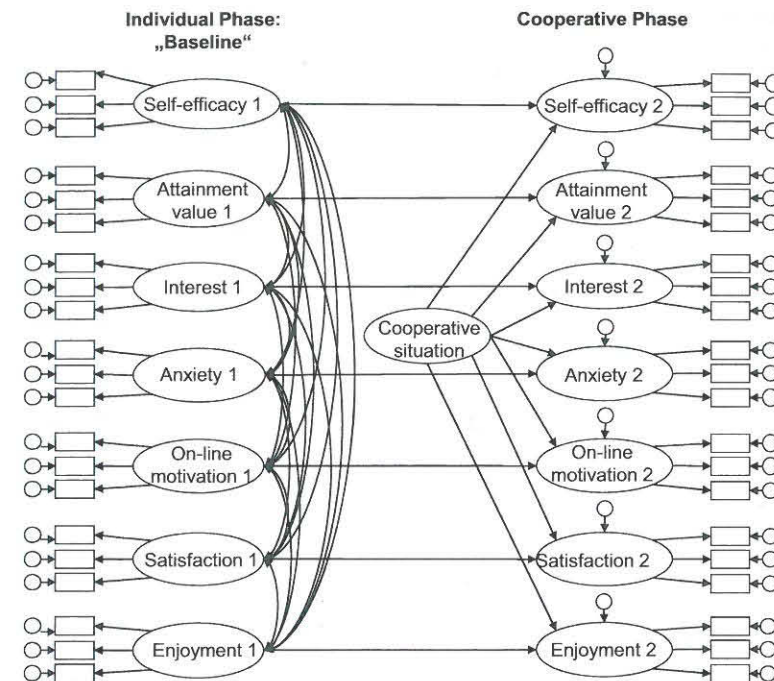 Individual Phase:
„Baseline“
Cooperative Phase
Self-efficacy 1
Self-efficacy 2
Attainment
value 1
Attainment
value 2
Interest 1
Interest 2
Cooperative
situation
Anxiety 1
Anxiety 2
On-line
motivation 1
On-line
motivation 2
Satisfaction 1
Satisfaction 2
Enjoyment 1
Enjoyment 2